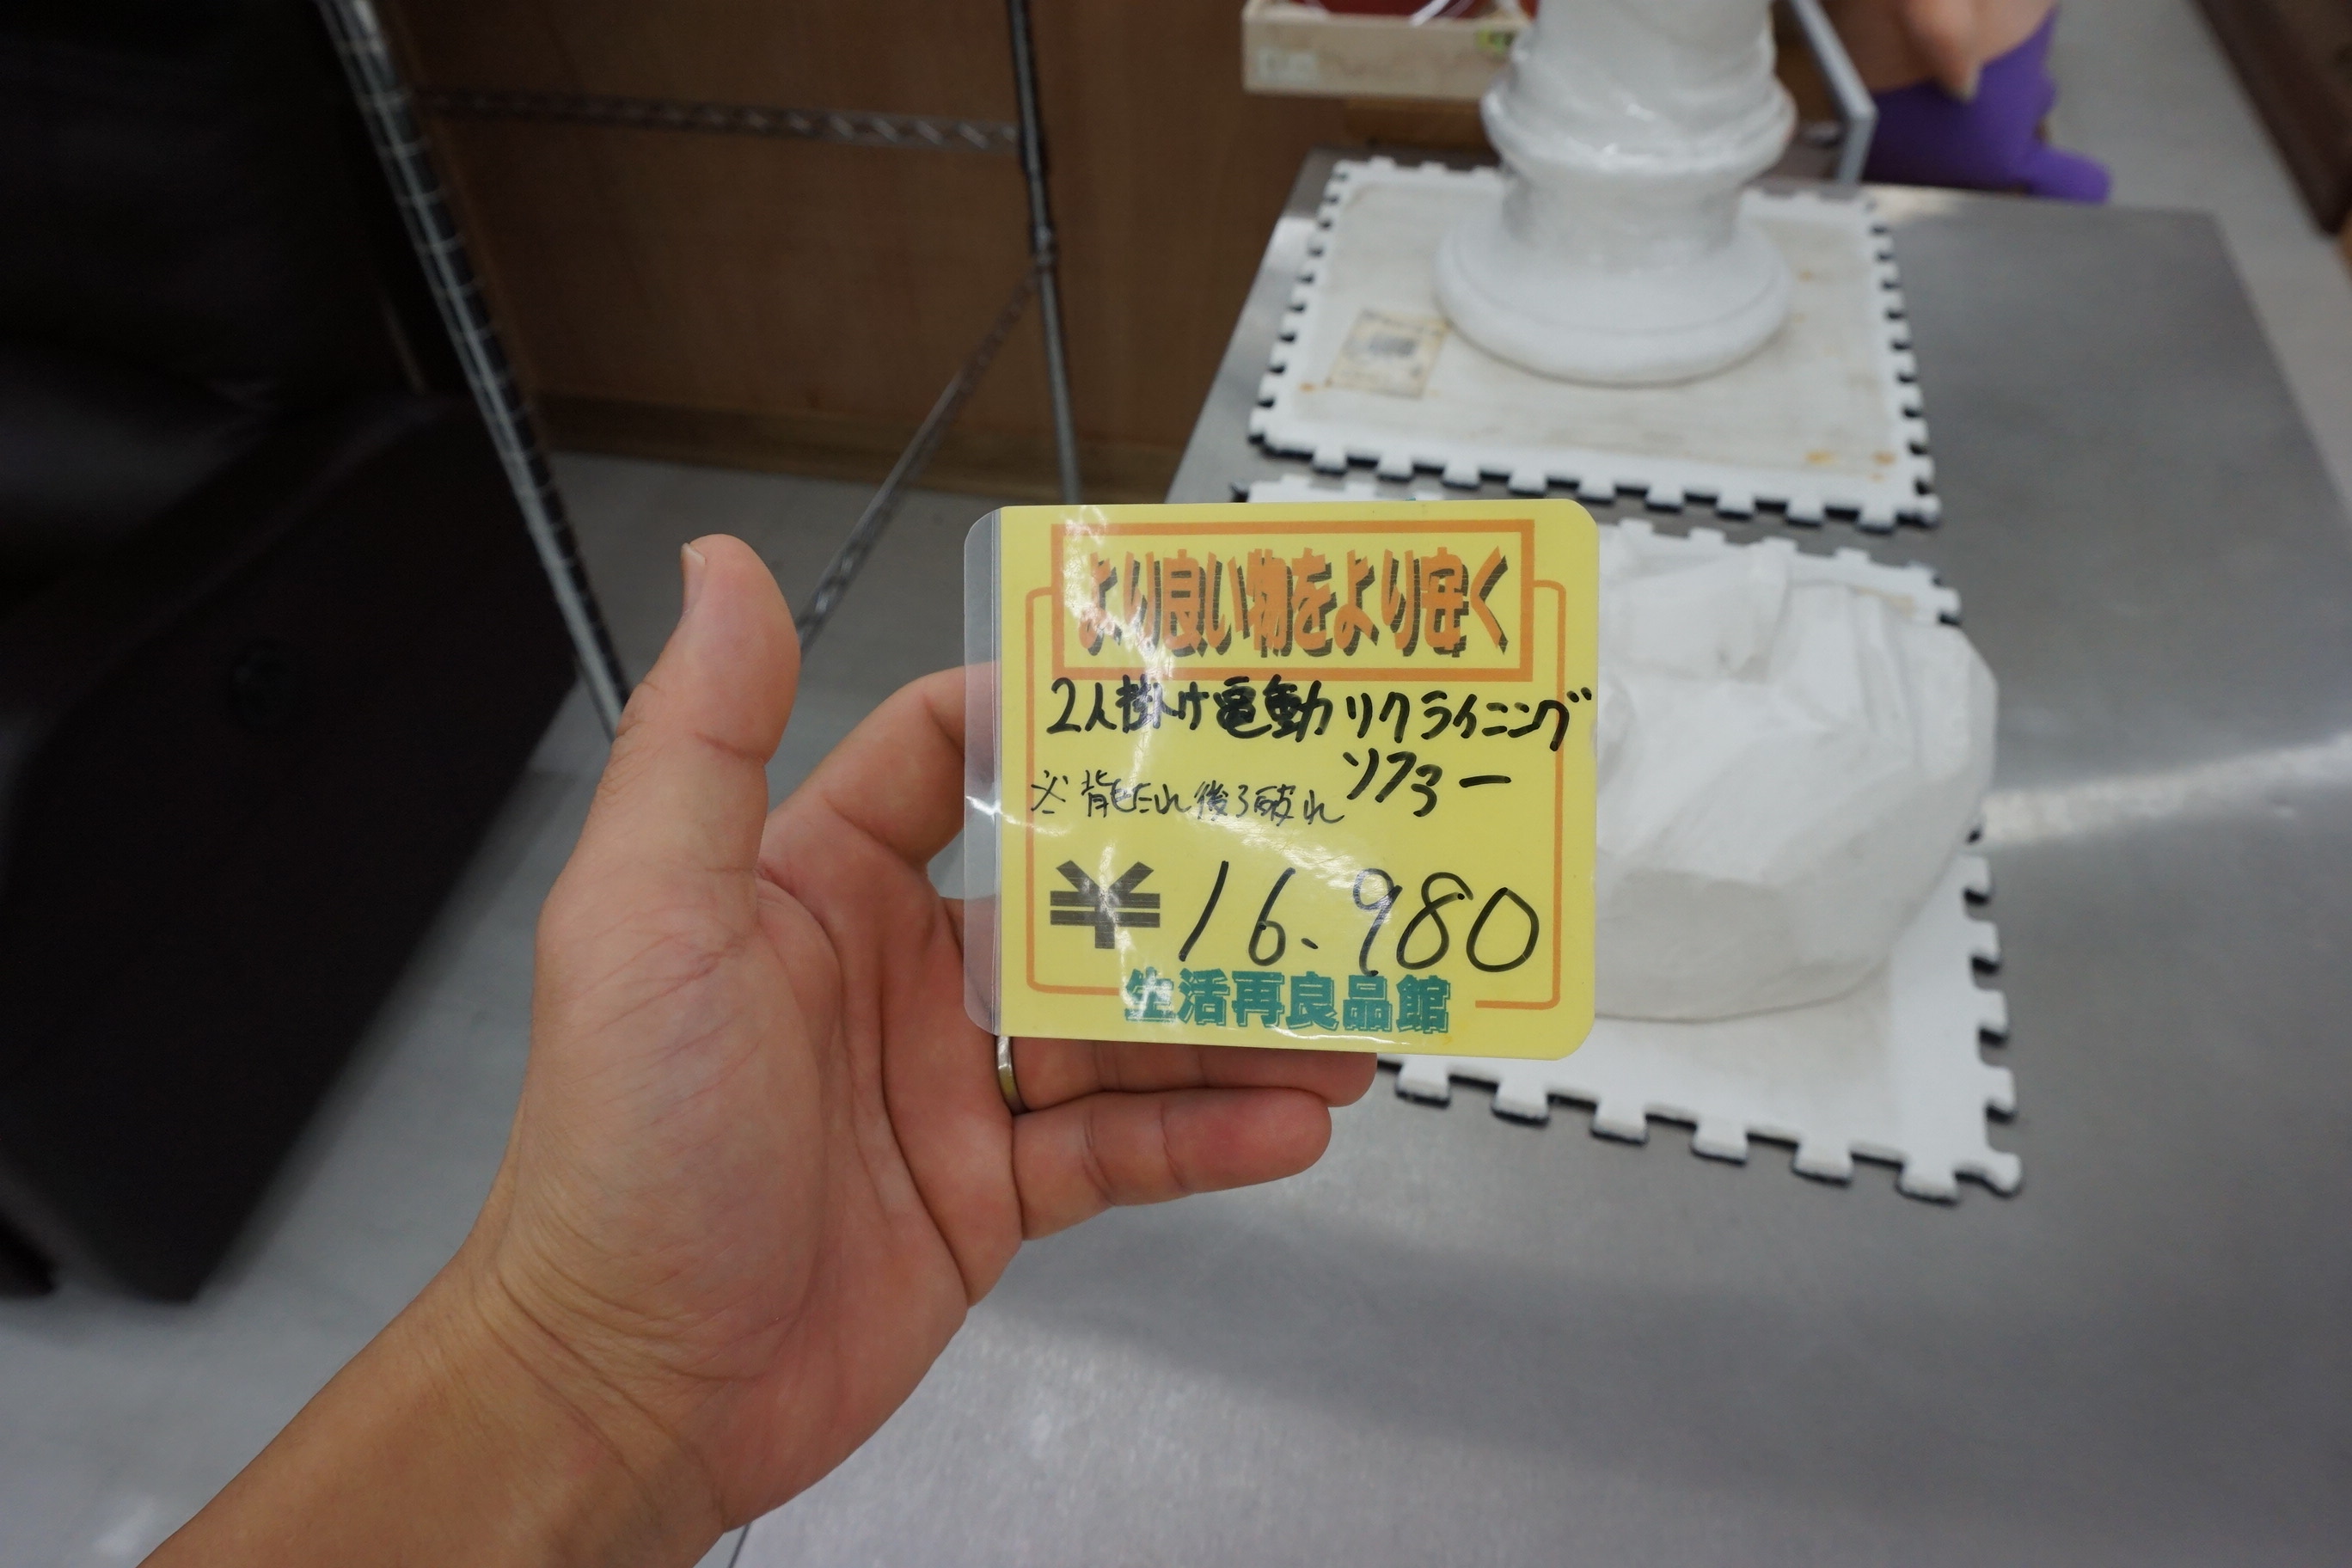 より良い物をより安く
2人掛け電動リクライニング
ソファー
※背もたれ後ろ破れ
¥16.980
生活再良品館